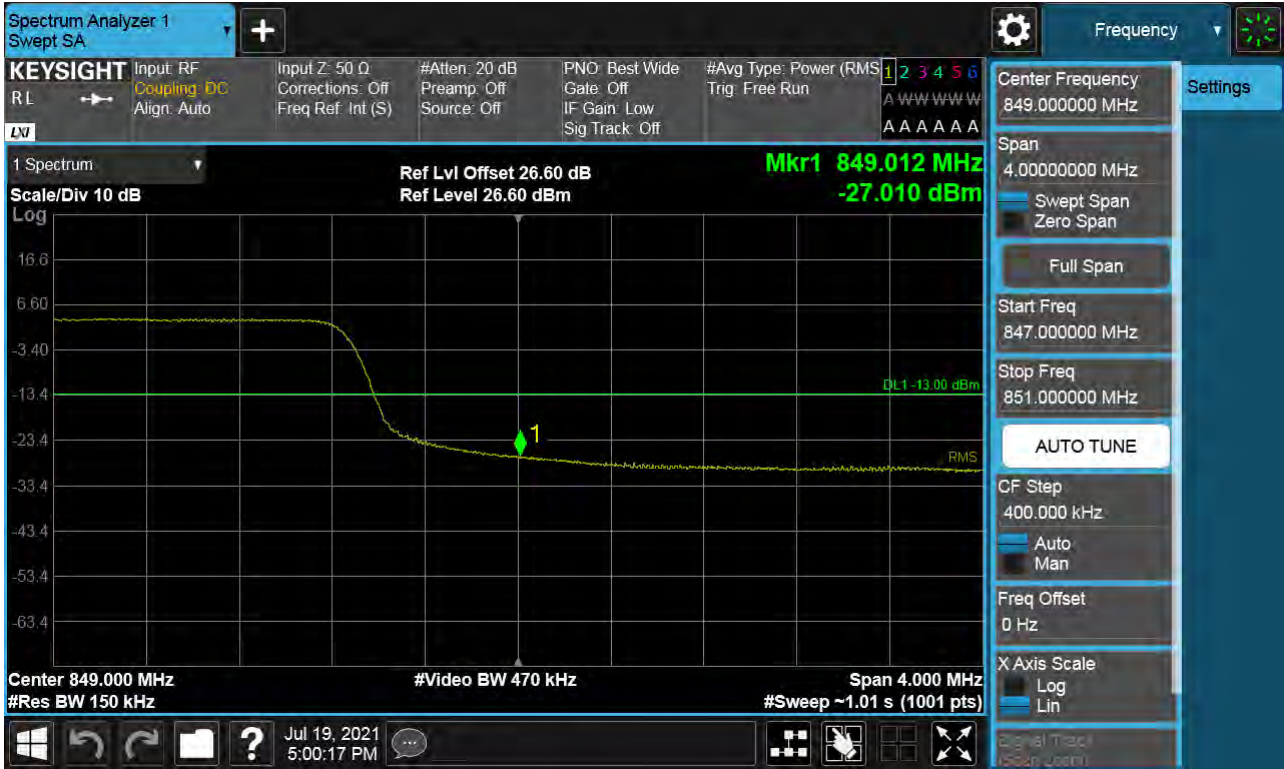 Spectrum Analyzer 1
Swept SA
+
Frequency
KEYSIGHT
R L
LXI
Input: RF
Coupling: DC
Align: Auto
Input Z: 50 Ω
Corrections: Off
Freq Ref: Int (S)
#Atten: 20 dB
Preamp: Off
Source: Off
PNO: Best Wide
Gate: Off
IF Gain: Low
Sig Track: Off
#Avg Type: Power (RMS
Trig: Free Run
1 2 3 4 5 6
A W W W W W
A A A A A A
1 Spectrum
Scale/Div 10 dB
Log
Ref Lvl Offset 26.60 dB
Ref Level 26.60 dBm
Mkr1 849.012 MHz
-27.010 dBm
16.6
6.60
-3.40
-13.4
-23.4
-33.4
-43.4
-53.4
-63.4
DL1 -13.00 dBm
1
RMS
Center 849.000 MHz
#Res BW 150 kHz
#Video BW 470 kHz
Span 4.000 MHz
#Sweep ~1.01 s (1001 pts)
Center Frequency
849.000000 MHz
Span
4.00000000 MHz
Swept Span
Zero Span
Full Span
Start Freq
847.000000 MHz
Stop Freq
851.000000 MHz
AUTO TUNE
CF Step
400.000 kHz
Auto
Man
Freq Offset
0 Hz
X Axis Scale
Log
Lin
Signal Track
(Span Zoom)
Settings
?
Jul 19, 2021
5:00:17 PM